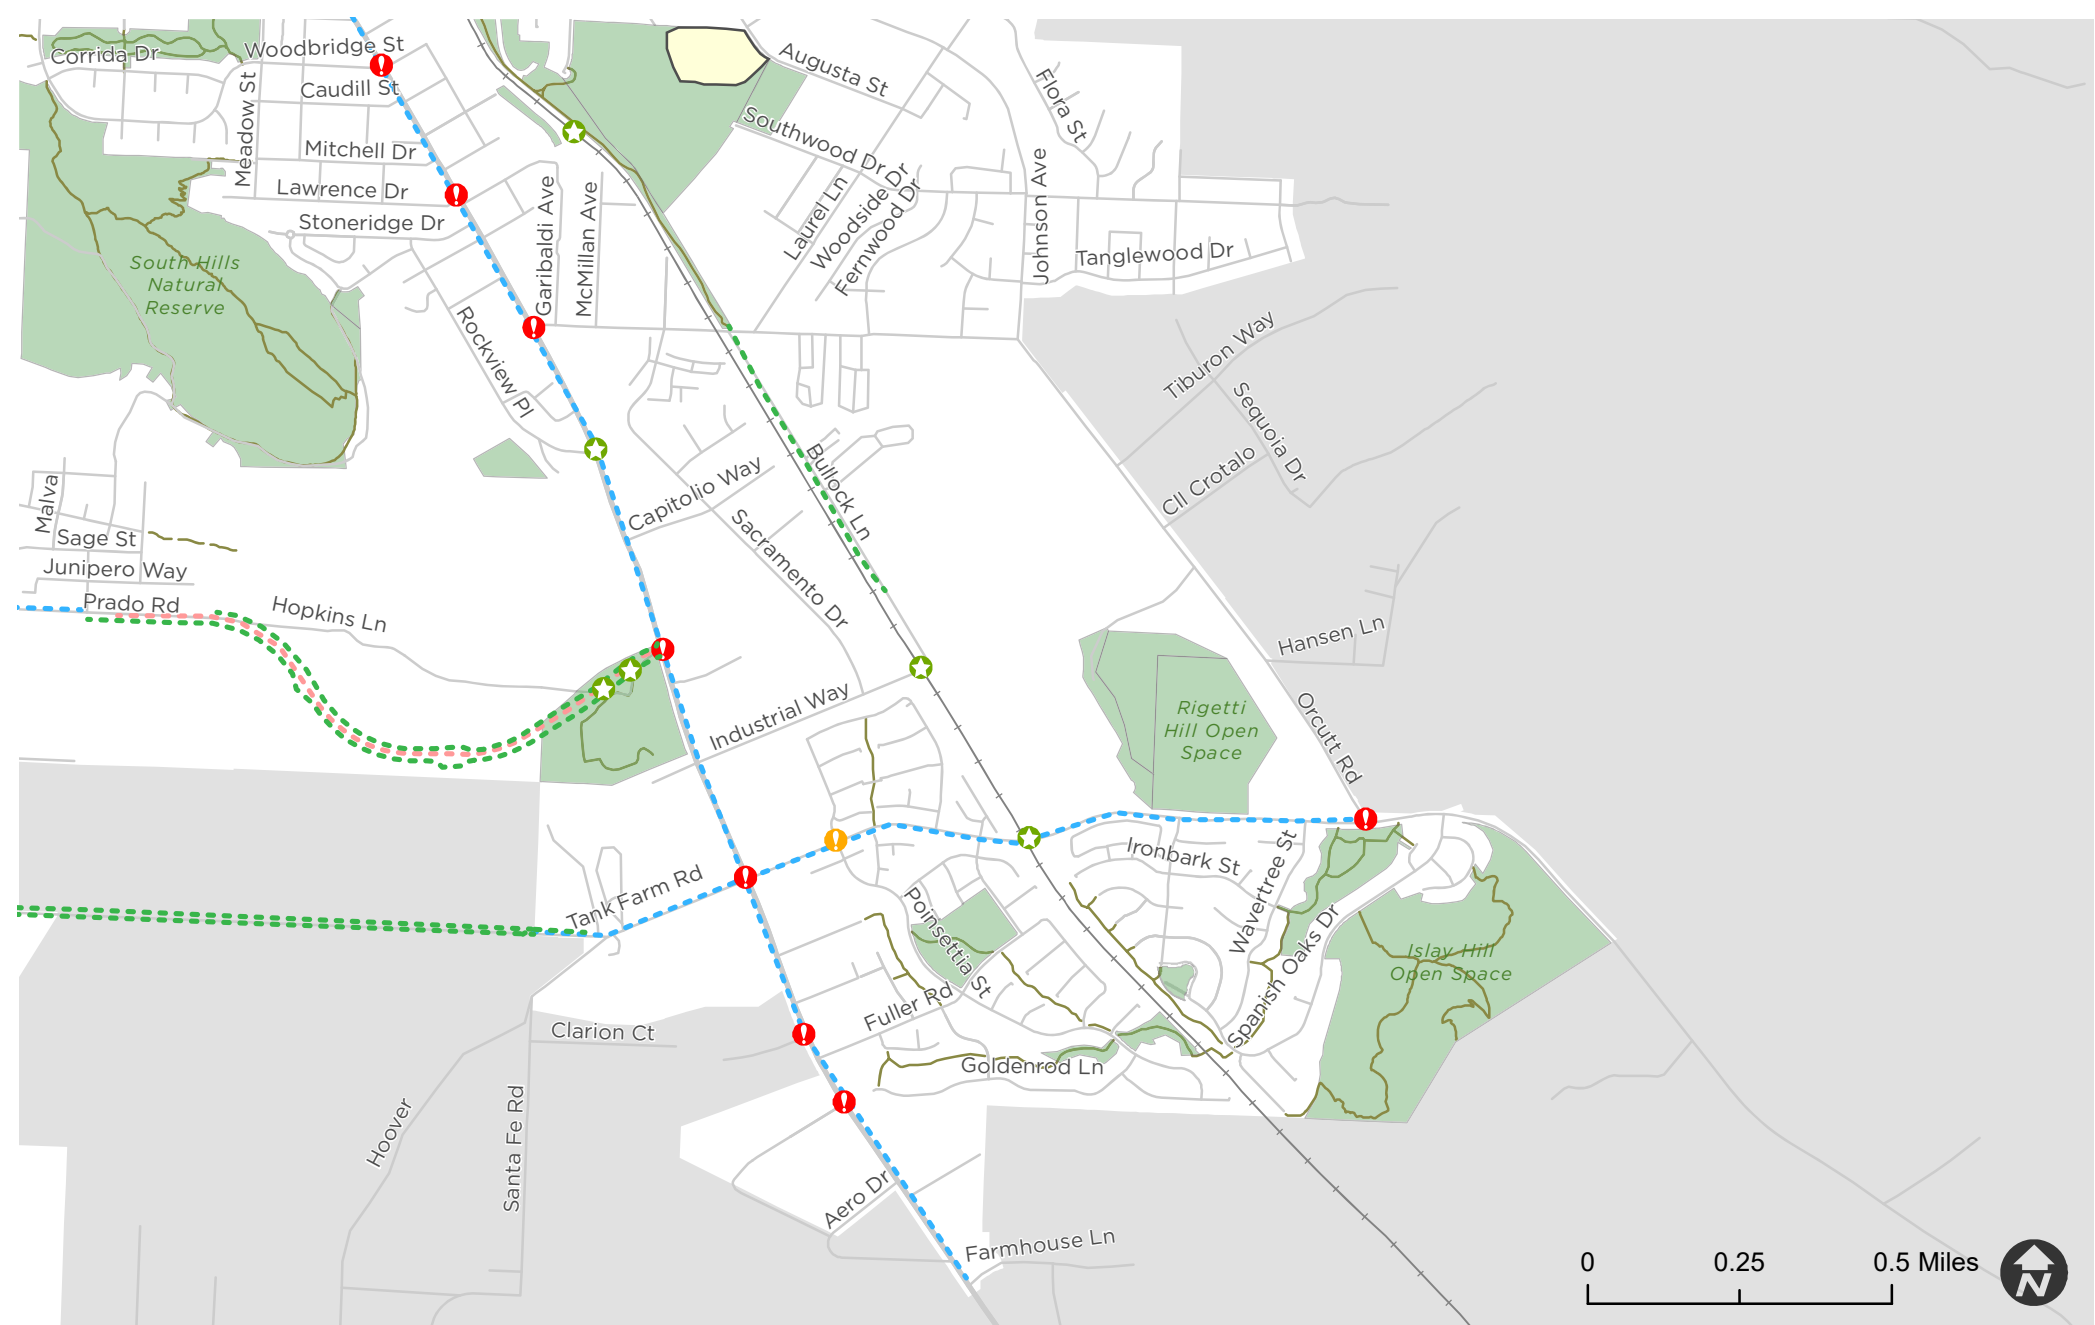 Corrida Dr
Woodbridge St
Caudill St
Meadow St
Mitchell Dr
Lawrence Dr
Stoneridge Dr
Augusta St
Flora St
Southwood Dr
Laurel Ln
Woodside Dr
Fernwood Dr
Johnson Ave
Tanglewood Dr
Garibaldi Ave
McMillan Ave
South Hills
Natural
Reserve
Rockview Pl
Tiburon Way
Sequoia Dr
Cll Crotalo
Bullock Ln
Capitolio Way
Sacramento Dr
Malva
Sage St
Junipero Way
Prado Rd
Hopkins Ln
Hansen Ln
Industrial Way
Rigetti
Hill Open
Space
Orcutt Rd
Ironbark St
Wavertree St
Tank Farm Rd
Poinsettia St
Spanish Oaks Dr
Islay Hill
Open Space
Fuller Rd
Clarion Ct
Goldenrod Ln
Hoover
Santa Fe Rd
Aero Dr
Farmhouse Ln
0 0.25 0.5 Miles
N